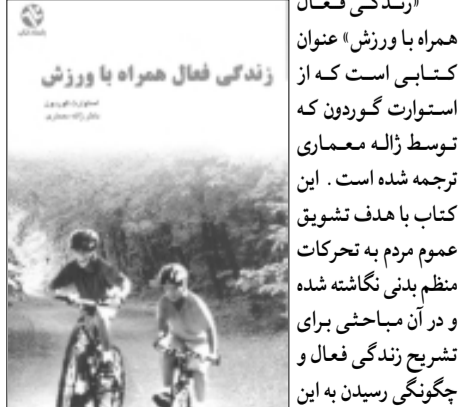 «زندگی فعال
همراه با ورزش» عنوان
کتابی است که از
استوارت گوردون که
توسط ژاله معماری
ترجمه شده است. این
کتاب با هدف تشویق
عموم مردم به تحرکات
منظم بدنی نگاشته شده
و در آن مباحثی برای
تشریح زندگی فعال و
چگونگی رسیدن به این
زندگی فعال همراه با ورزش
استوارت گوردون